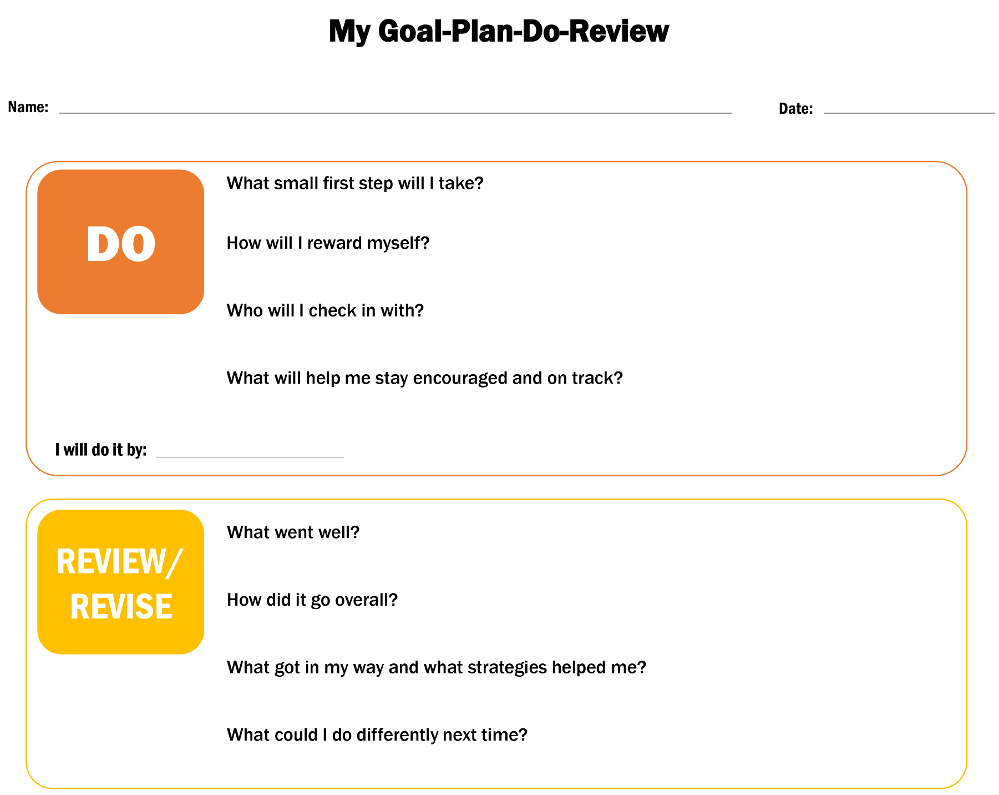 My Goal-Plan-Do-Review
Name:
Date:
DO
What small first step will I take?
How will I reward myself?
Who will I check in with?
What will help me stay encouraged and on track?
I will do it by:
REVIEW/
REVISE
What went well?
How did it go overall?
What got in my way and what strategies helped me?
What could I do differently next time?